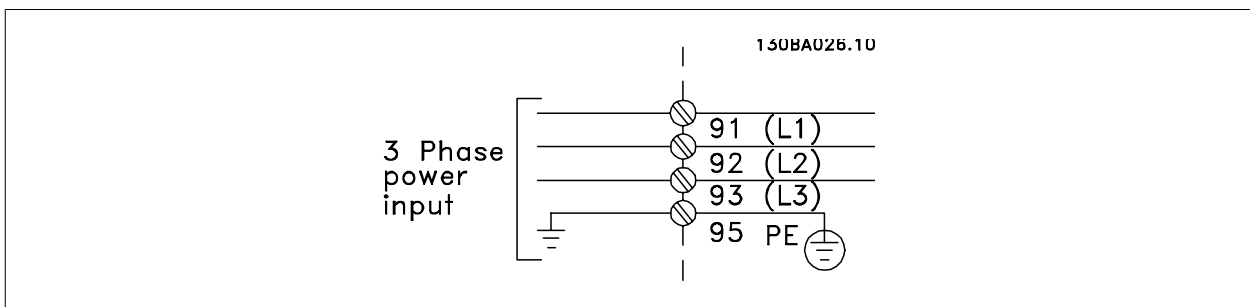 130BA026.10
91 (L1)
3 Phase
power
input
92 (L2)
93 (L3)
95 PE